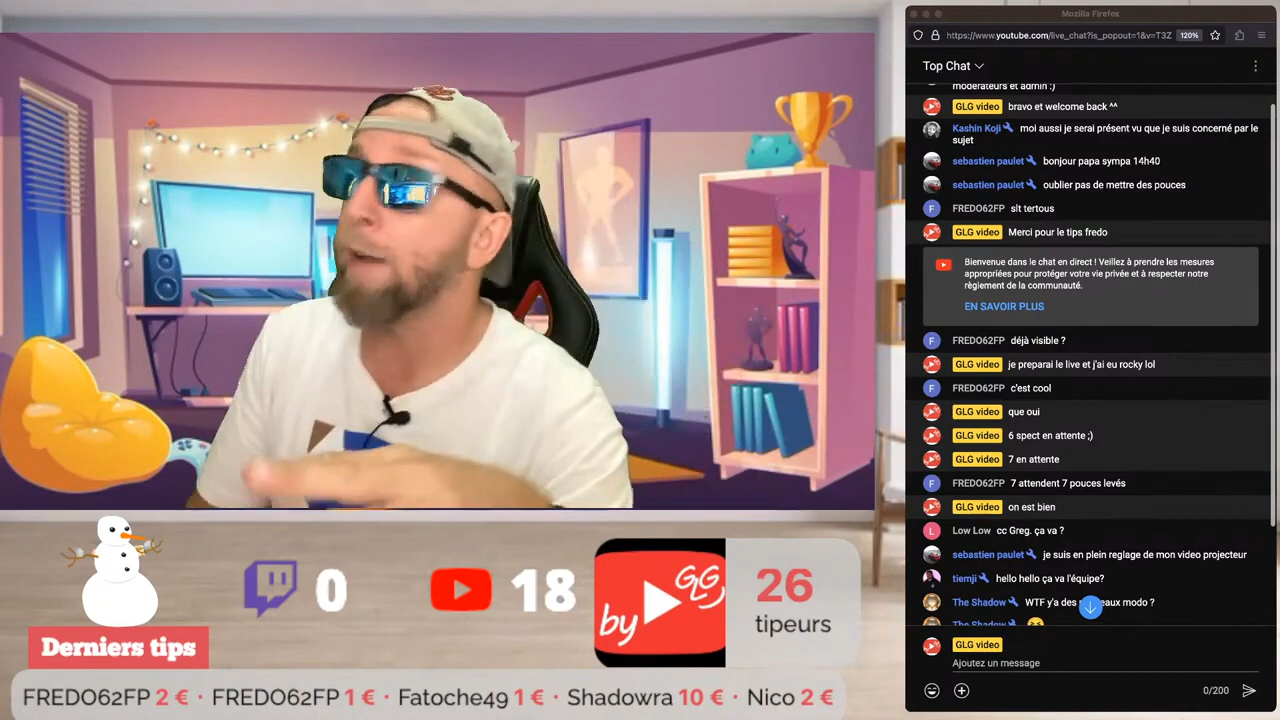 Mozilla Firefox
https://www.youtube.com/live_chat?is_popout=1&v=T3Z 120%
Top Chat
moderateurs et admin :)
GLG video bravo et welcome back ^^
Kashin Koji moi aussi je serai présent vu que je suis concerné par le
sujet
sebastien paulet bonjour papa sympa 14h40
sebastien paulet oublier pas de mettre des pouces
F FREDO62FP slt tertous
GLG video Merci pour le tips fredo
Bienvenue dans le chat en direct ! Veillez à prendre les mesures
appropriées pour protéger votre vie privée et à respecter notre
règlement de la communauté.
EN SAVOIR PLUS
F FREDO62FP déjà visible ?
GLG video je preparai le live et j'ai eu rocky lol
F FREDO62FP c'est cool
GLG video que oui
GLG video 6 spect en attente ;)
GLG video 7 en attente
F FREDO62FP 7 attendent 7 pouces levés
GLG video on est bien
L Low Low cc Greg. ça va ?
sebastien paulet je suis en plein reglage de mon video projecteur
tiemji hello hello ça va l'équipe?
The Shadow WTF y'a des eaux modo ?
The Shadow
GLG video
Ajoutez un message
0/200
0
18
by GLG
26
tipeurs
Derniers tips
FREDO62FP 2 € · FREDO62FP 1 € · Fatoche49 1 € · Shadowra 10 € · Nico 2 €